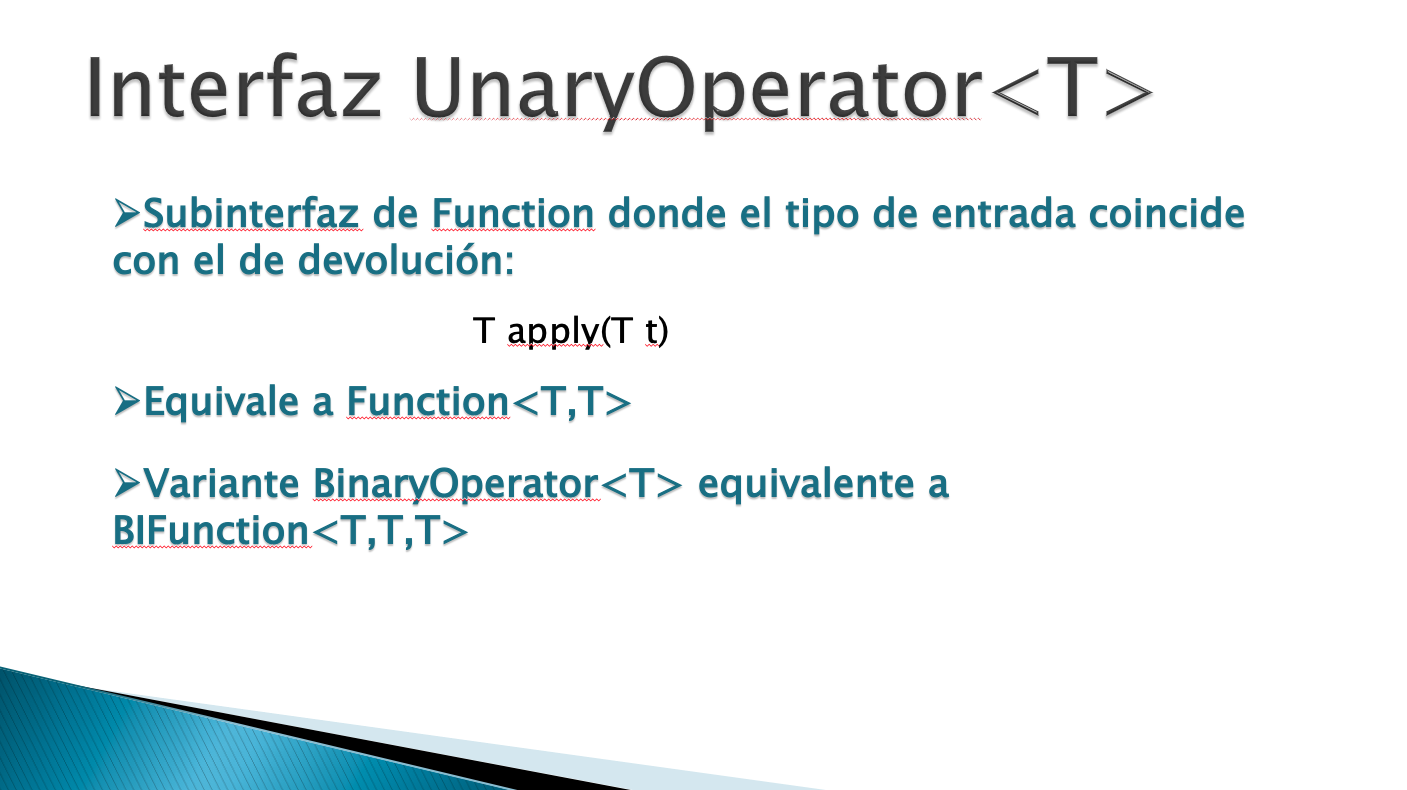 Interfaz UnaryOperator<T>
➢Subinterfaz de Function donde el tipo de entrada coincide
con el de devolución:
T apply(T t)
➢Equivale a Function<T,T>
➢Variante BinaryOperator<T> equivalente a
BIFunction<T,T,T>